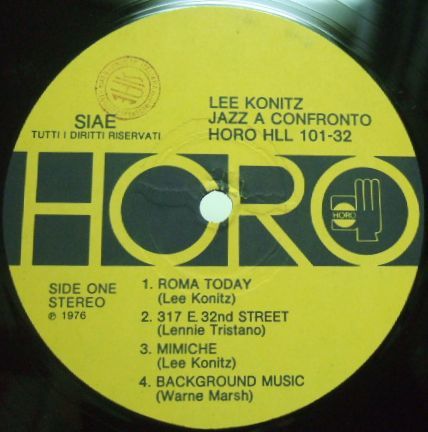 SIAE
TUTTI I DIRITTI RISERVATI
LEE KONITZ
JAZZ A CONFRONTO
HORO HLL 101-32
HORO
HORO
SIDE ONE
STEREO
℗ 1976
1. ROMA TODAY
(Lee Konitz)
2. 317 E. 32nd STREET
(Lennie Tristano)
3. MIMICHE
(Lee Konitz)
4. BACKGROUND MUSIC
(Warne Marsh)